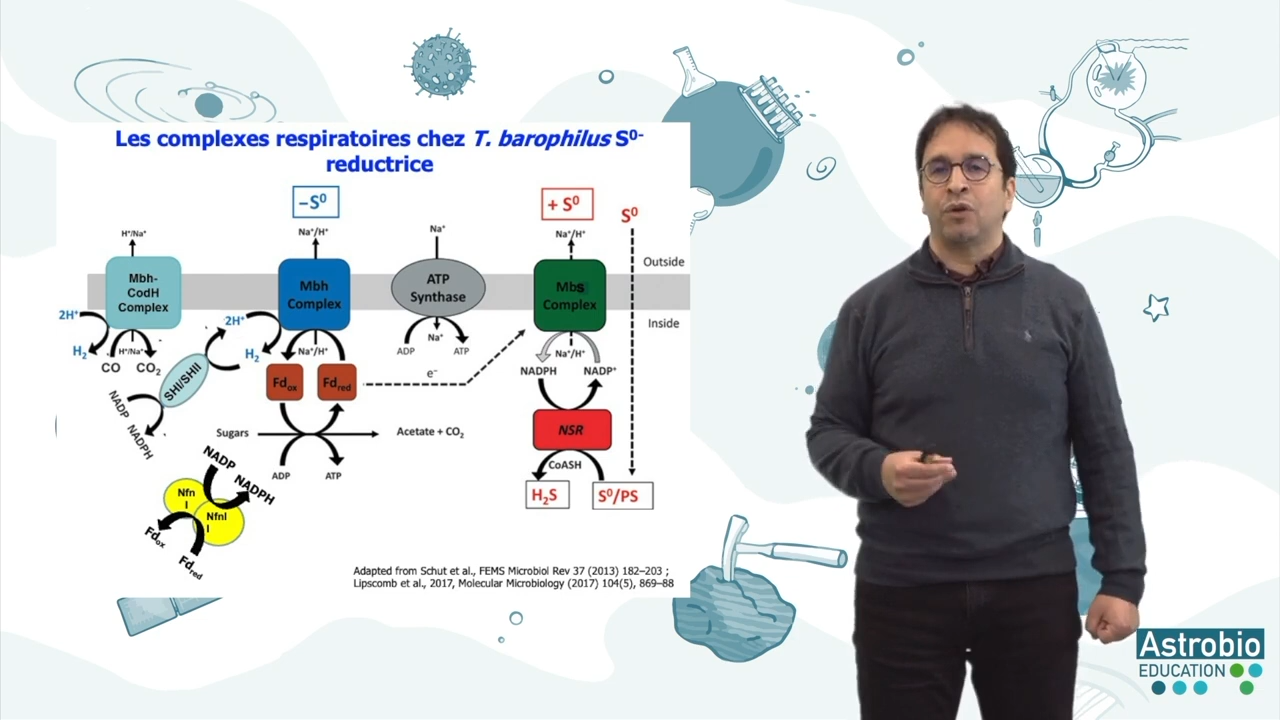 Les complexes respiratoires chez T. barophilus S⁰-
reductrice
–S⁰
+ S⁰
S⁰
H⁺/Na⁺
Na⁺/H⁺
Na⁺
Na⁺/H⁺
Outside
Mbh-
CodH
Complex
Mbh
Complex
ATP
Synthase
Mbs
Complex
Inside
2H⁺
H₂
H⁺/Na⁺
CO
CO₂
2H⁺
H₂
Na⁺/H⁺
Na⁺
ADP
ATP
Na⁺/H⁺
NADPH
NADP⁺
SHI/SHII
NADP
NADPH
Fdox
Fdred
e⁻
Sugars
Acetate + CO₂
ADP
ATP
NSR
CoASH
H₂S
S⁰/PS
NADP
NADPH
Nfn
I
NfnI
I
Fdox
Fdred
Adapted from Schut et al., FEMS Microbiol Rev 37 (2013) 182–203 ;
Lipscomb et al., 2017, Molecular Microbiology (2017) 104(5), 869–88
Astrobio
EDUCATION